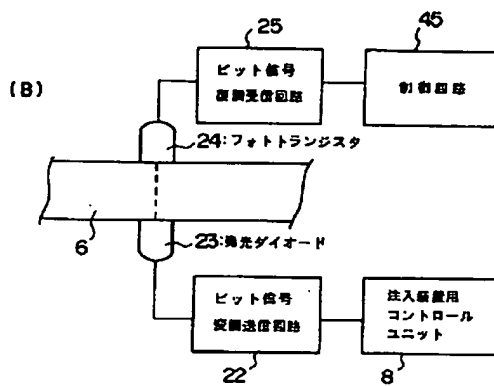 25
45
(B)
ビット信号
復調受信回路
制御回路
24:フォトトランジスタ
6
23:発光ダイオード
ビット信号
変調送信回路
注入装置用
コントロール
ユニット
22
8